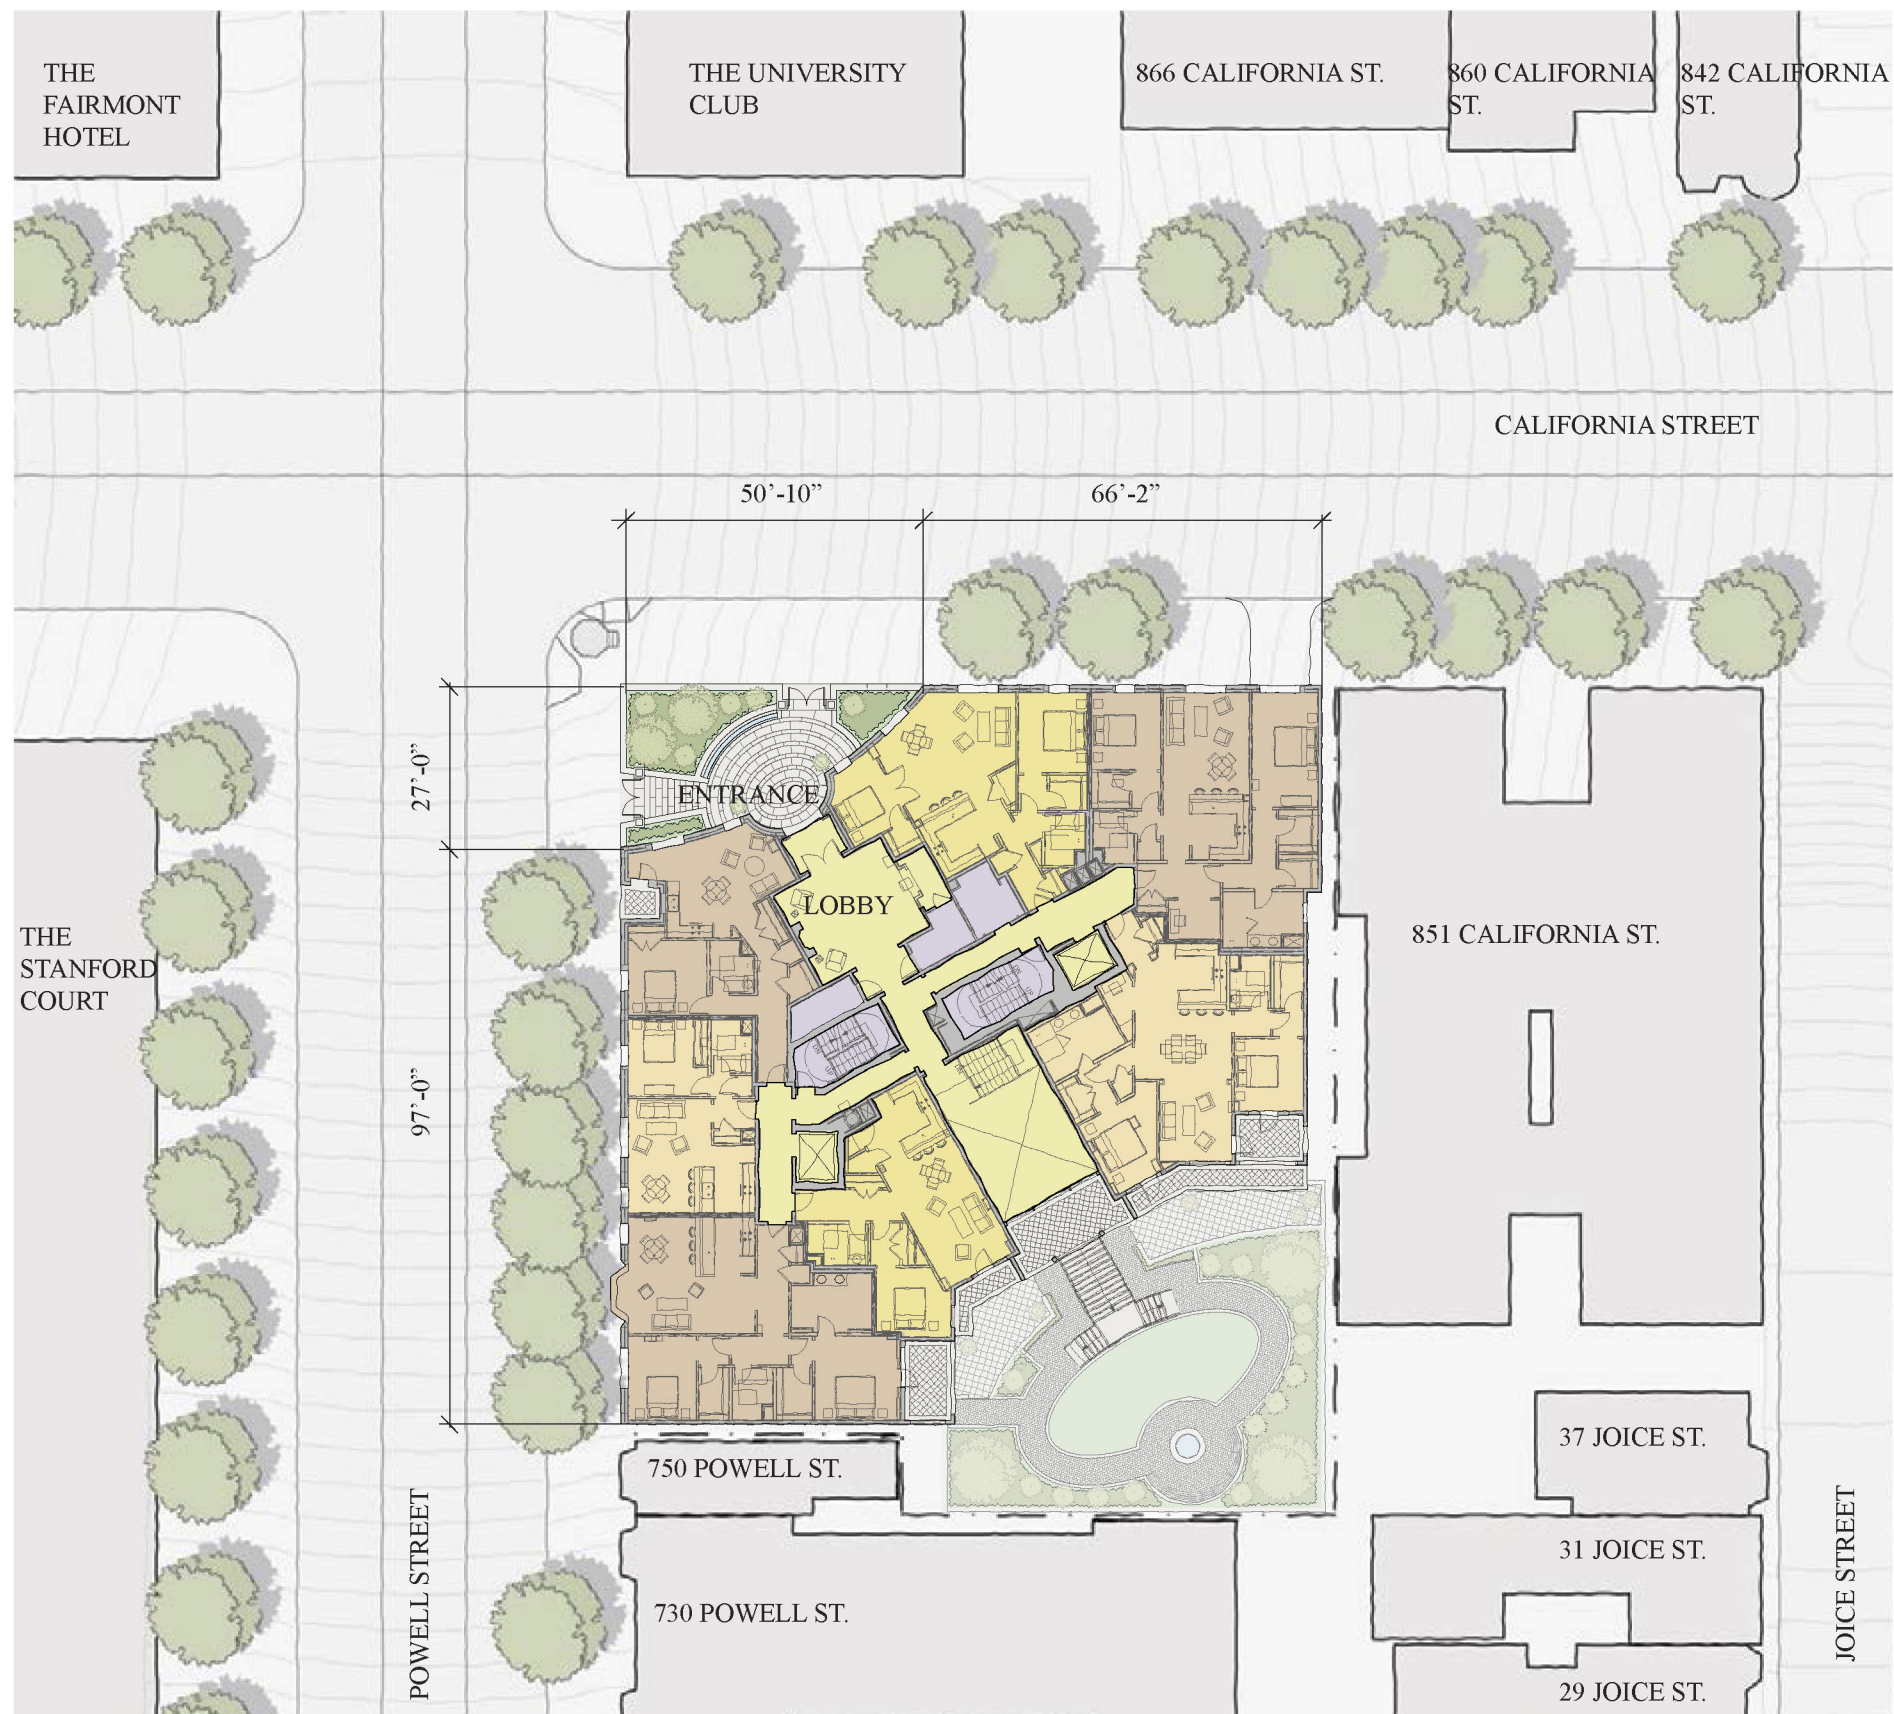 THE
FAIRMONT
HOTEL
THE UNIVERSITY
CLUB
866 CALIFORNIA ST.
860 CALIFORNIA
ST.
842 CALIFORNIA
ST.
CALIFORNIA STREET
50’-10”
66’-2”
27’-0”
ENTRANCE
LOBBY
THE
STANFORD
COURT
851 CALIFORNIA ST.
97’-0”
37 JOICE ST.
750 POWELL ST.
31 JOICE ST.
730 POWELL ST.
POWELL STREET
JOICE STREET
29 JOICE ST.